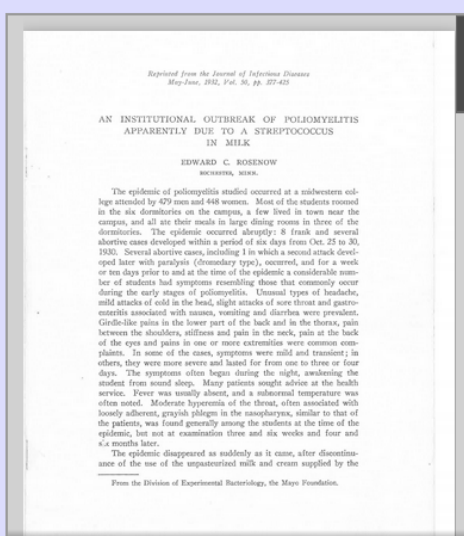 Reprinted from the Journal of Infectious Diseases
May-June, 1932, Vol. 50, pp. 377-425
AN INSTITUTIONAL OUTBREAK OF POLIOMYELITIS
APPARENTLY DUE TO A STREPTOCOCCUS
IN MILK
EDWARD C. ROSENOW
ROCHESTER, MINN.
The epidemic of poliomyelitis studied occurred at a midwestern col-
lege attended by 479 men and 448 women. Most of the students roomed
in the six dormitories on the campus, a few lived in town near the
campus, and all ate their meals in large dining rooms in three of the
dormitories. The epidemic occurred abruptly: 8 frank and several
abortive cases developed within a period of six days from Oct. 25 to 30,
1930. Several abortive cases, including 1 in which a second attack devel-
oped later with paralysis (dromedary type), occurred, and for a week
or ten days prior to and at the time of the epidemic a considerable num-
ber of students had symptoms resembling those that commonly occur
during the early stages of poliomyelitis. Unusual types of headache,
mild attacks of cold in the head, slight attacks of sore throat and gastro-
enteritis associated with nausea, vomiting and diarrhea were prevalent.
Girdle-like pains in the lower part of the back and in the thorax, pain
between the shoulders, stiffness and pain in the neck, pain at the back
of the eyes and pains in one or more extremities were common com-
plaints. In some of the cases, symptoms were mild and transient; in
others, they were more severe and lasted for from one to three or four
days. The symptoms often began during the night, awakening the
student from sound sleep. Many patients sought advice at the health
service. Fever was usually absent, and a subnormal temperature was
often noted. Moderate hyperemia of the throat, often associated with
loosely adherent, grayish phlegm in the nasopharynx, similar to that of
the patients, was found generally among the students at the time of the
epidemic, but not at examination three and six weeks and four and
six months later.
The epidemic disappeared as suddenly as it came, after discontinu-
ance of the use of the unpasteurized milk and cream supplied by the
From the Division of Experimental Bacteriology, the Mayo Foundation.